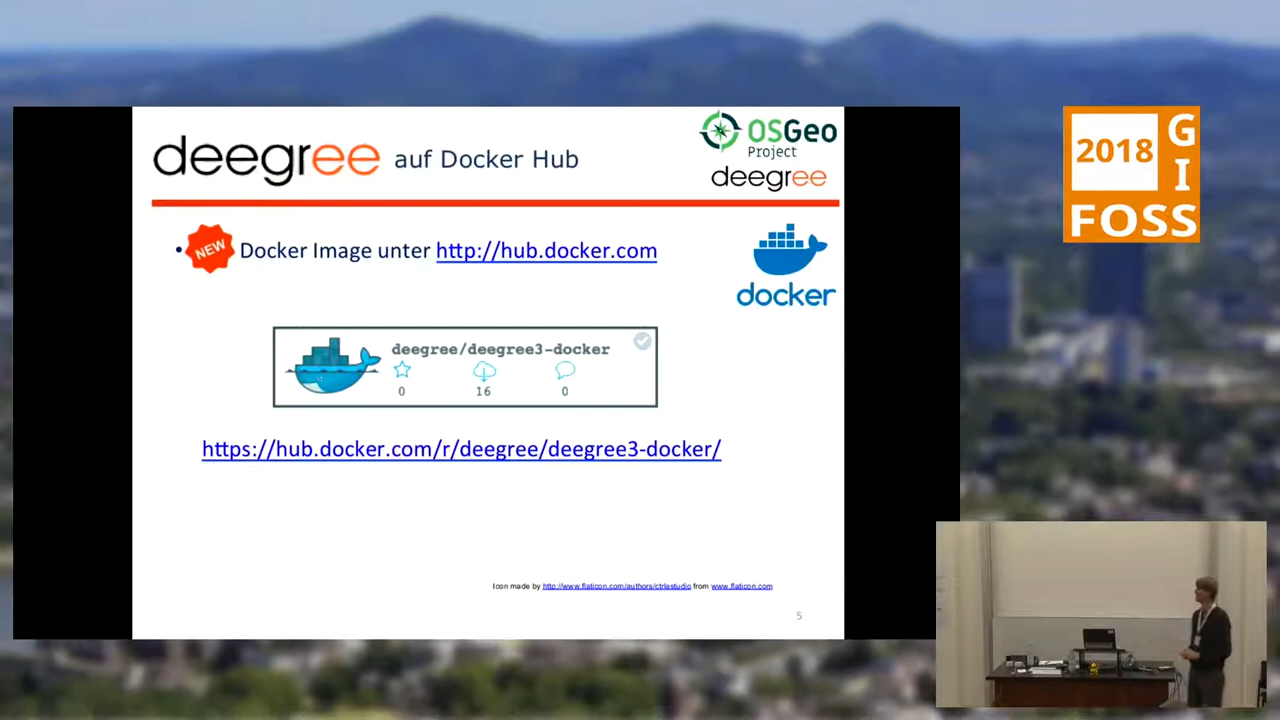 deegree auf Docker Hub
OSGeo
Project
deegree
• NEW Docker Image unter http://hub.docker.com
docker
deegree/deegree3-docker
0 16 0
https://hub.docker.com/r/deegree/deegree3-docker/
Icon made by http://www.flaticon.com/authors/ctrlastudio from www.flaticon.com
5
2018
GI
FOSS